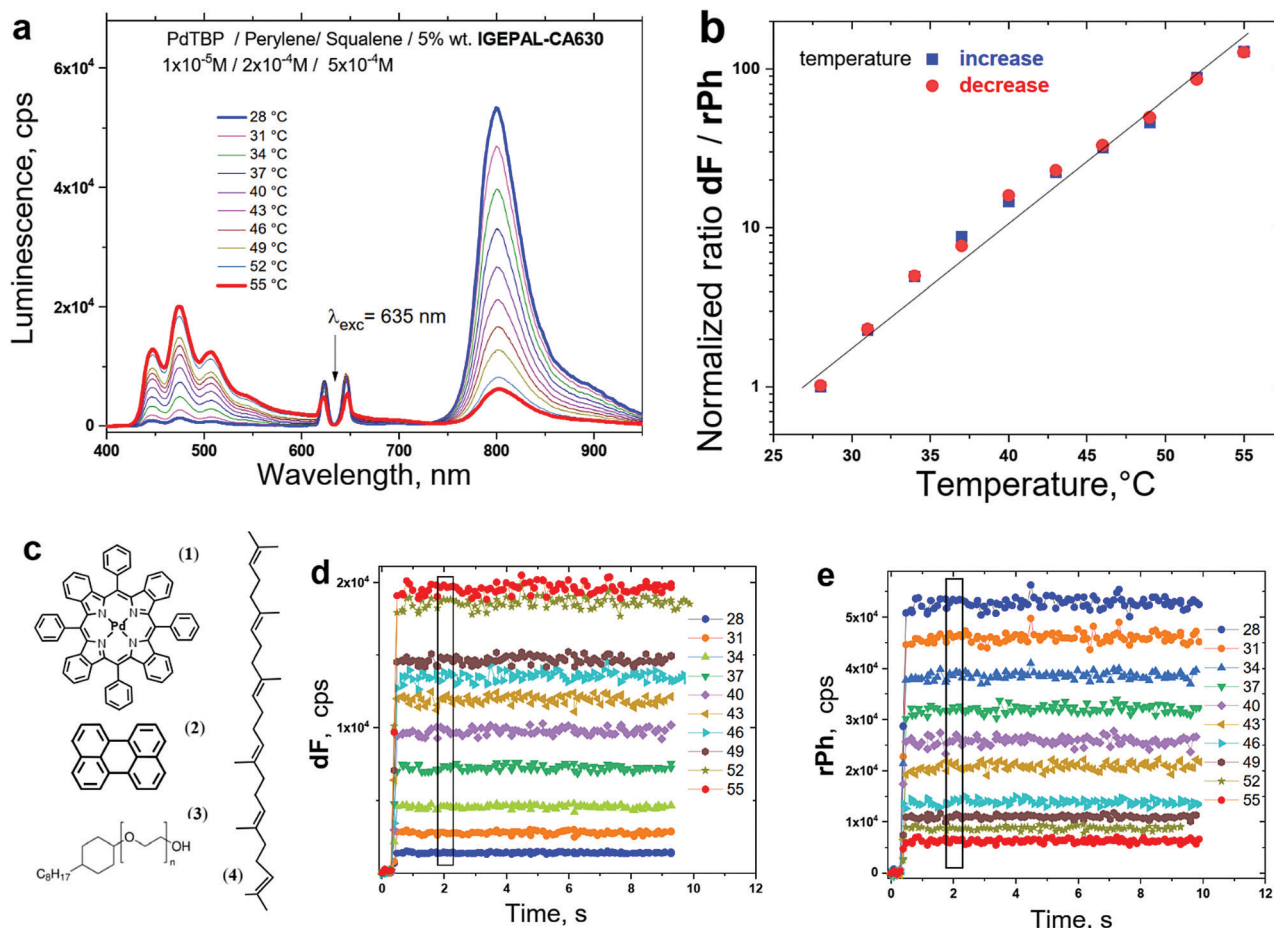 a
PdTBP / Perylene/ Squalene / 5% wt. IGEPAL-CA630
1x10⁻⁵M / 2x10⁻⁴M / 5x10⁻⁴M
6x10⁴
4x10⁴
2x10⁴
0
Luminescence, cps
28 °C
31 °C
34 °C
37 °C
40 °C
43 °C
46 °C
49 °C
52 °C
55 °C
λexc= 635 nm
400 500 600 700 800 900
Wavelength, nm
b
temperature
increase
decrease
Normalized ratio dF / rPh
100
10
1
25 30 35 40 45 50 55
Temperature,°C
c
(1)
N
N N
Pd
N
(2)
(3)
O
OH
n
C₈H₁₇
(4)
d
2x10⁴
1x10⁴
0
dF, cps
28
31
34
37
40
43
46
49
52
55
0 2 4 6 8 10 12
Time, s
e
5x10⁴
4x10⁴
3x10⁴
2x10⁴
1x10⁴
0
rPh, cps
28
31
34
37
40
43
46
49
52
55
0 2 4 6 8 10 12
Time, s